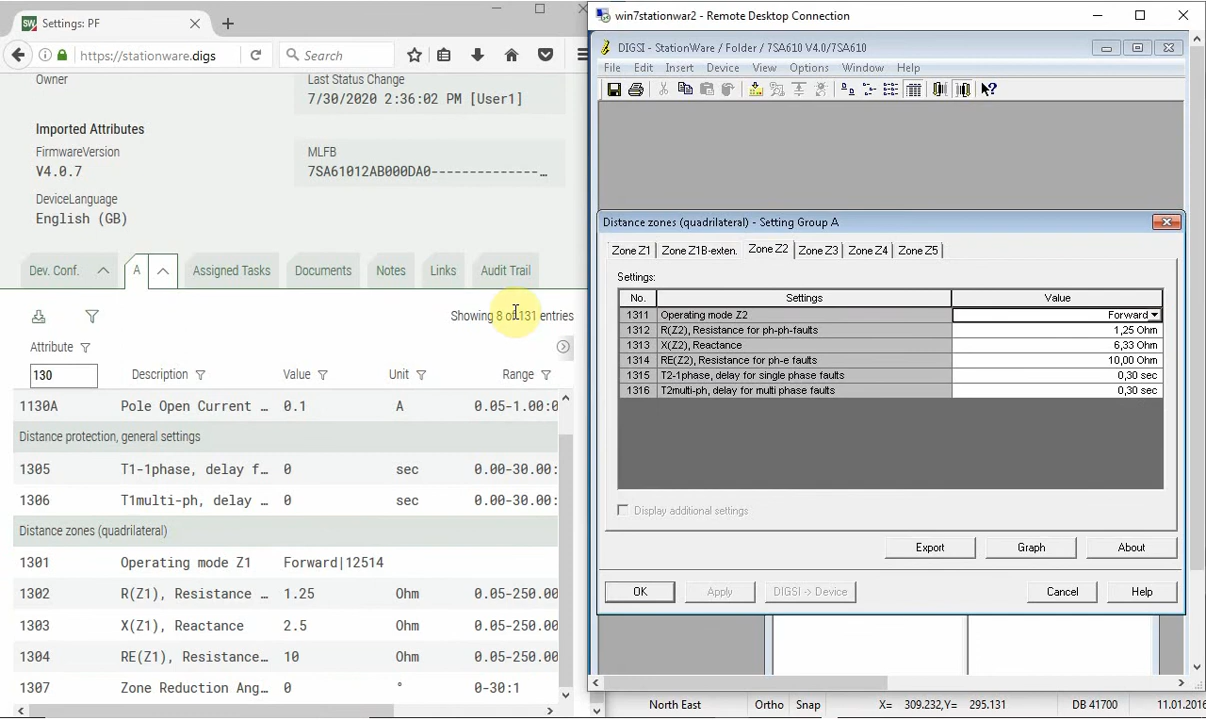 Settings: PF
https://stationware.digs
Search
Owner
Last Status Change
7/30/2020 2:36:02 PM [User1]
Imported Attributes
FirmwareVersion
V4.0.7
MLFB
7SA61012AB000DA0--------------…
DeviceLanguage
English (GB)
Dev. Conf.
A
Assigned Tasks
Documents
Notes
Links
Audit Trail
Showing 8 of 131 entries
Attribute
130
Description
Value
Unit
Range
1130A Pole Open Current … 0.1 A 0.05-1.00:0
Distance protection, general settings
1305 T1-1phase, delay f… 0 sec 0.00-30.00:
1306 T1multi-ph, delay … 0 sec 0.00-30.00:
Distance zones (quadrilateral)
1301 Operating mode Z1 Forward|12514
1302 R(Z1), Resistance … 1.25 Ohm 0.05-250.00
1303 X(Z1), Reactance 2.5 Ohm 0.05-250.00
1304 RE(Z1), Resistance… 10 Ohm 0.05-250.00
1307 Zone Reduction Ang… 0 ° 0-30:1
win7stationwar2 - Remote Desktop Connection
DIGSI - StationWare / Folder / 7SA610 V4.0/7SA610
File Edit Insert Device View Options Window Help
Distance zones (quadrilateral) - Setting Group A
Zone Z1 Zone Z1B-exten. Zone Z2 Zone Z3 Zone Z4 Zone Z5
Settings:
No. Settings Value
1311 Operating mode Z2 Forward
1312 R(Z2), Resistance for ph-ph-faults 1,25 Ohm
1313 X(Z2), Reactance 6,33 Ohm
1314 RE(Z2), Resistance for ph-e faults 10,00 Ohm
1315 T2-1phase, delay for single phase faults 0,30 sec
1316 T2multi-ph, delay for multi phase faults 0,30 sec
Display additional settings
Export Graph About
OK Apply DIGSI -> Device Cancel Help
North East Ortho Snap X= 309.232,Y= 295.131 DB 41700 11.01.2016